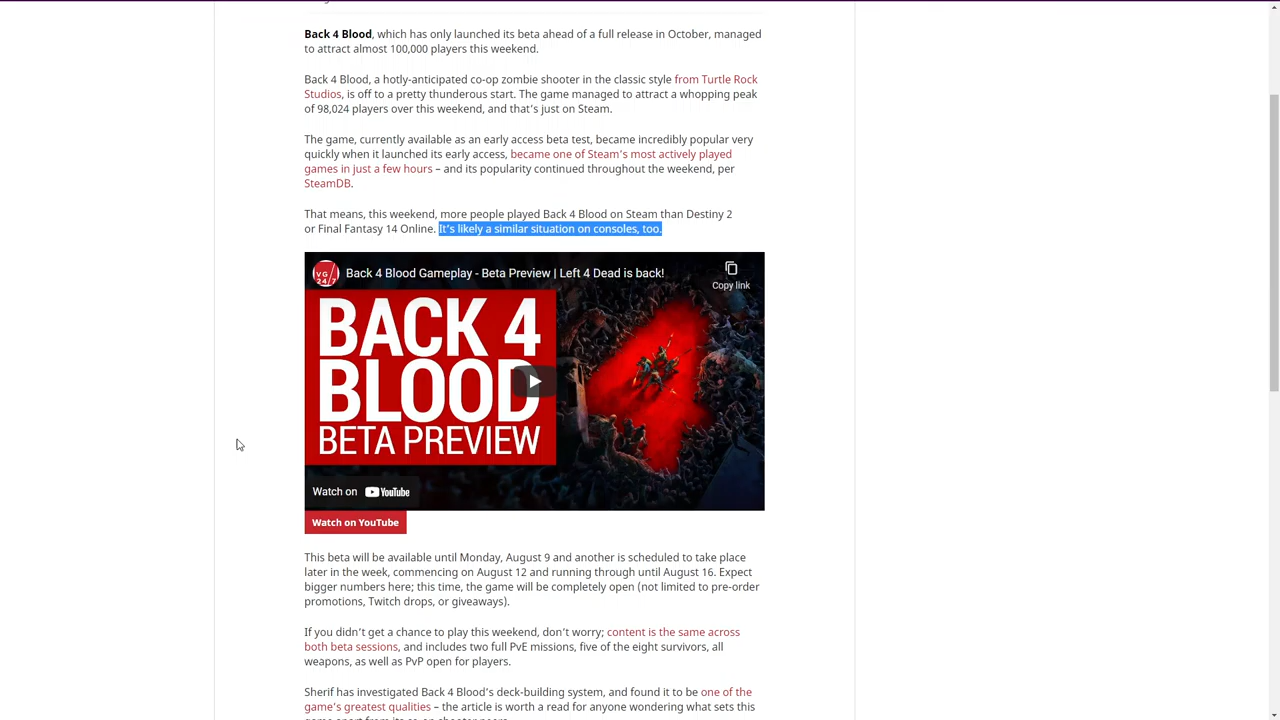 Back 4 Blood, which has only launched its beta ahead of a full release in October, managed
to attract almost 100,000 players this weekend.
Back 4 Blood, a hotly-anticipated co-op zombie shooter in the classic style from Turtle Rock
Studios, is off to a pretty thunderous start. The game managed to attract a whopping peak
of 98,024 players over this weekend, and that’s just on Steam.
The game, currently available as an early access beta test, became incredibly popular very
quickly when it launched its early access, became one of Steam’s most actively played
games in just a few hours – and its popularity continued throughout the weekend, per
SteamDB.
That means, this weekend, more people played Back 4 Blood on Steam than Destiny 2
or Final Fantasy 14 Online. It’s likely a similar situation on consoles, too.
VG
24/7
Back 4 Blood Gameplay - Beta Preview | Left 4 Dead is back!
Copy link
BACK 4
BLOOD
BETA PREVIEW
Watch on YouTube
Watch on YouTube
This beta will be available until Monday, August 9 and another is scheduled to take place
later in the week, commencing on August 12 and running through until August 16. Expect
bigger numbers here; this time, the game will be completely open (not limited to pre-order
promotions, Twitch drops, or giveaways).
If you didn’t get a chance to play this weekend, don’t worry; content is the same across
both beta sessions, and includes two full PvE missions, five of the eight survivors, all
weapons, as well as PvP open for players.
Sherif has investigated Back 4 Blood’s deck-building system, and found it to be one of the
game’s greatest qualities – the article is worth a read for anyone wondering what sets this